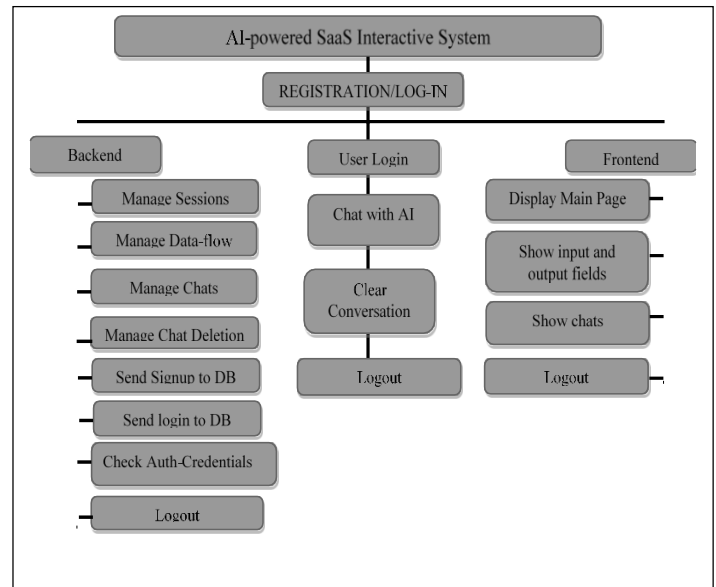 AI-powered SaaS Interactive System
REGISTRATION/LOG-IN
Backend
Manage Sessions
Manage Data-flow
Manage Chats
Manage Chat Deletion
Send Signup to DB
Send login to DB
Check Auth-Credentials
Logout
User Login
Chat with AI
Clear
Conversation
Logout
Frontend
Display Main Page
Show input and
output fields
Show chats
Logout